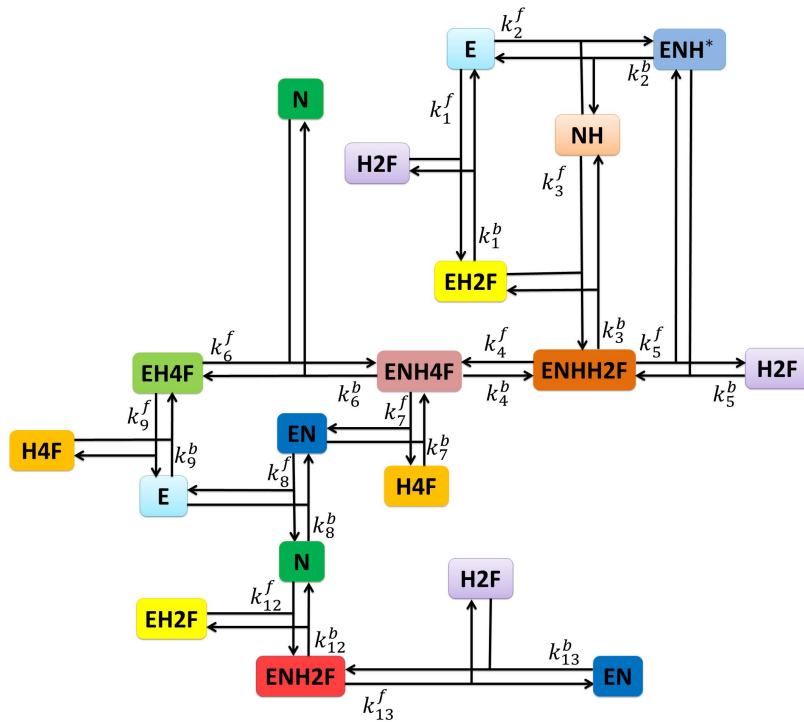 k_2^f
E
ENH*
k_2^b
N
k_1^f
NH
H2F
k_3^f
k_1^b
EH2F
k_3^b
k_6^f
k_4^f
k_5^f
EH4F
ENH4F
ENHH2F
H2F
k_6^b
k_4^b
k_5^b
k_9^f
k_7^f
EN
H4F
k_9^b
k_8^f
k_7^b
H4F
E
k_8^b
N
H2F
k_12^f
EH2F
k_12^b
k_13^b
ENH2F
EN
k_13^f